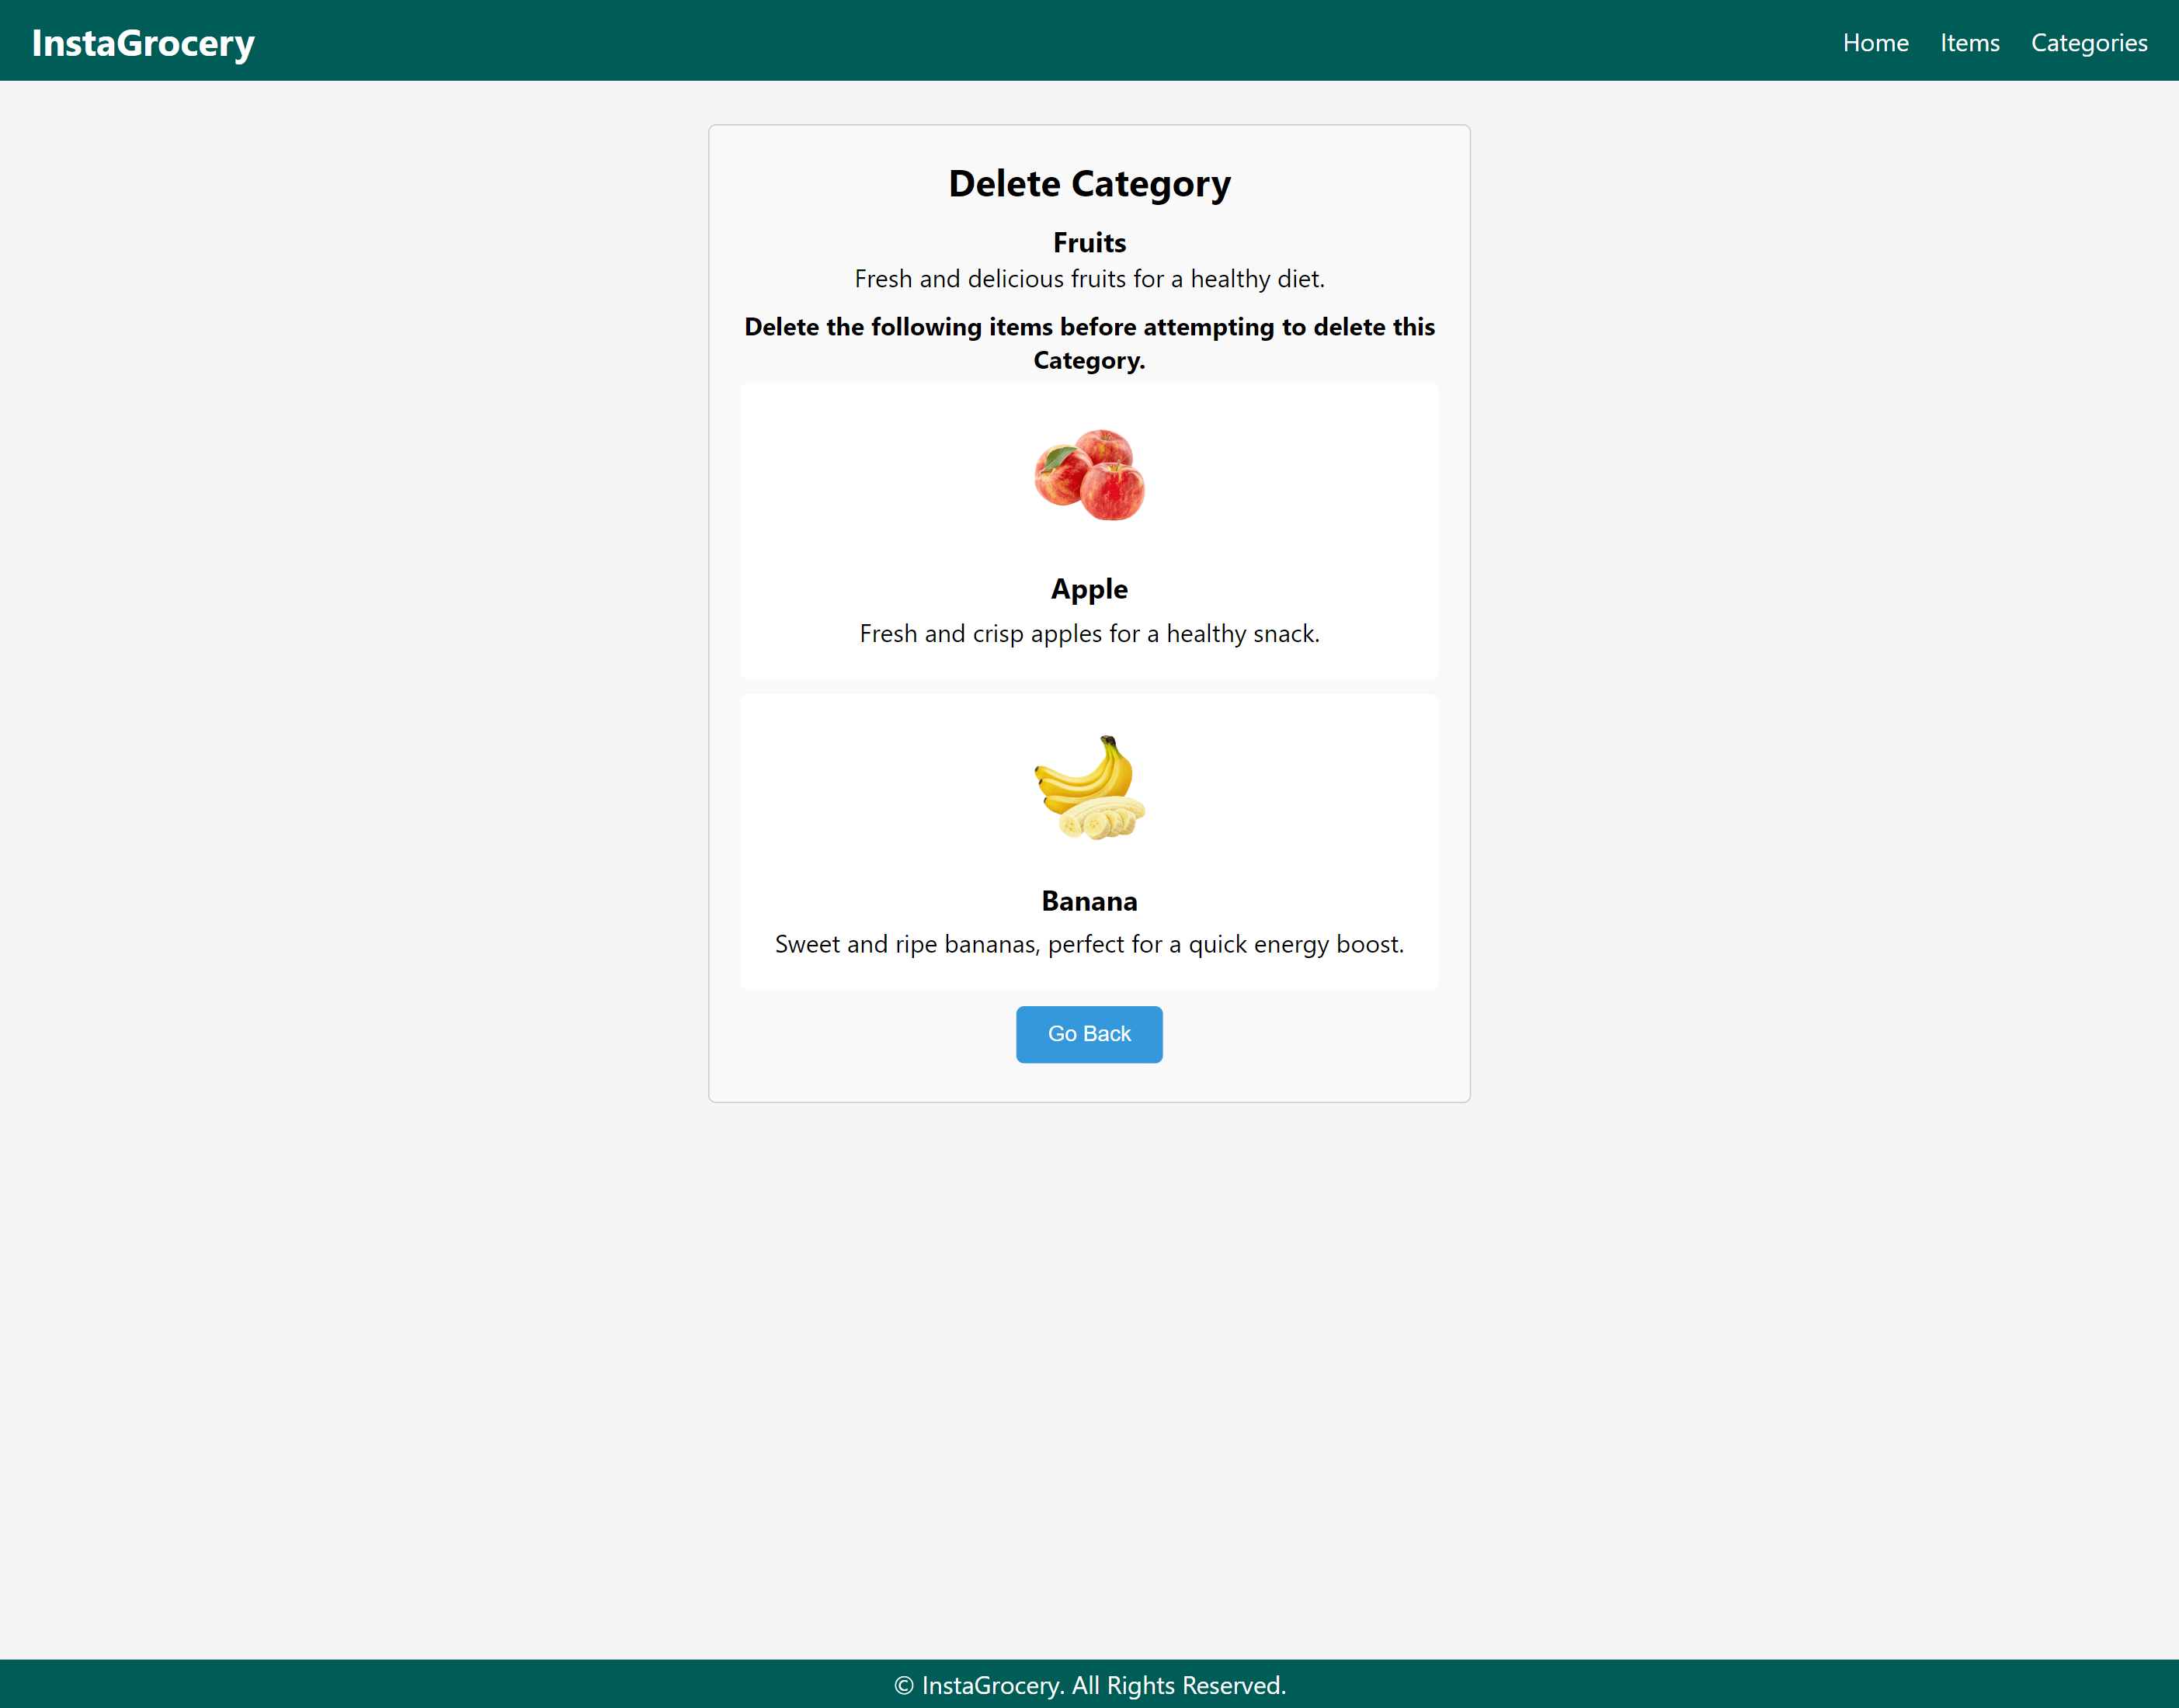 InstaGrocery
Home Items Categories
Delete Category
Fruits
Fresh and delicious fruits for a healthy diet.
Delete the following items before attempting to delete this
Category.
Apple
Fresh and crisp apples for a healthy snack.
Banana
Sweet and ripe bananas, perfect for a quick energy boost.
Go Back
© InstaGrocery. All Rights Reserved.